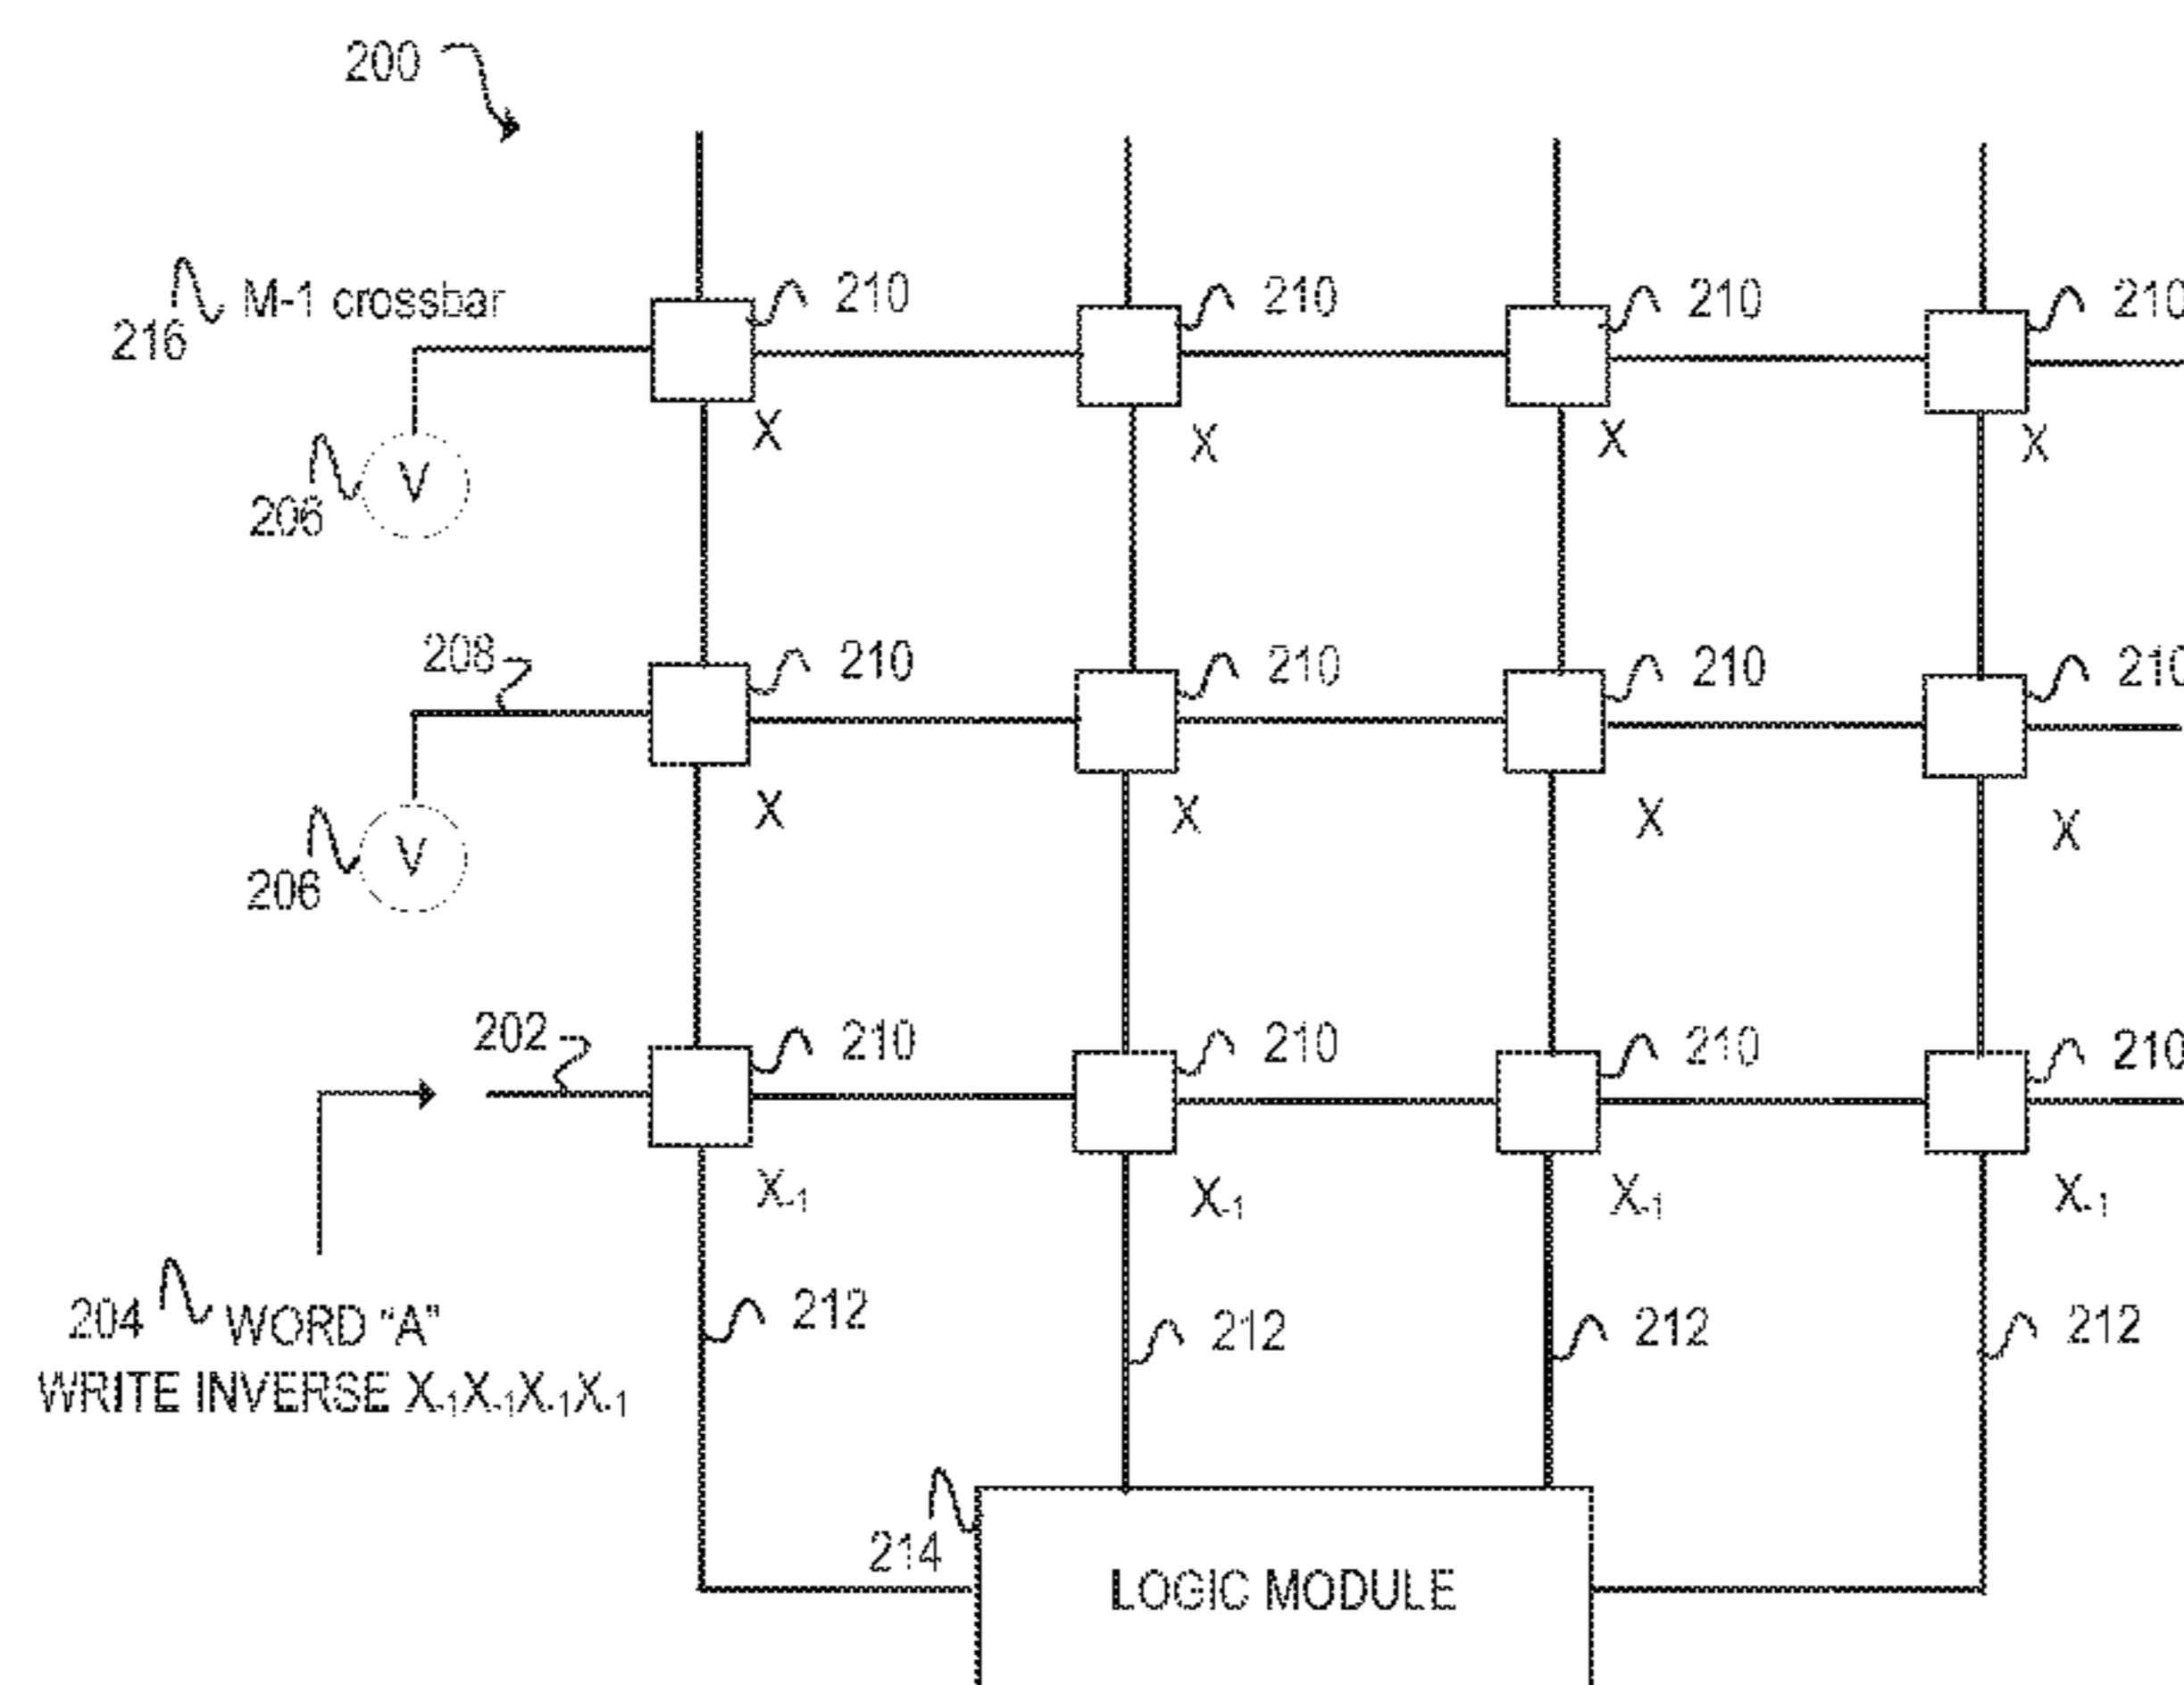 200
216 M-1 crossbar
210 210 210 210
X X X X
206 V
208 210 210 210 210
X X X X
206 V
202 210 210 210 210
X-1 X-1 X-1 X-1
204 WORD "A"
WRITE INVERSE X-1X-1X-1X-1
212 212 212 212
214
LOGIC MODULE